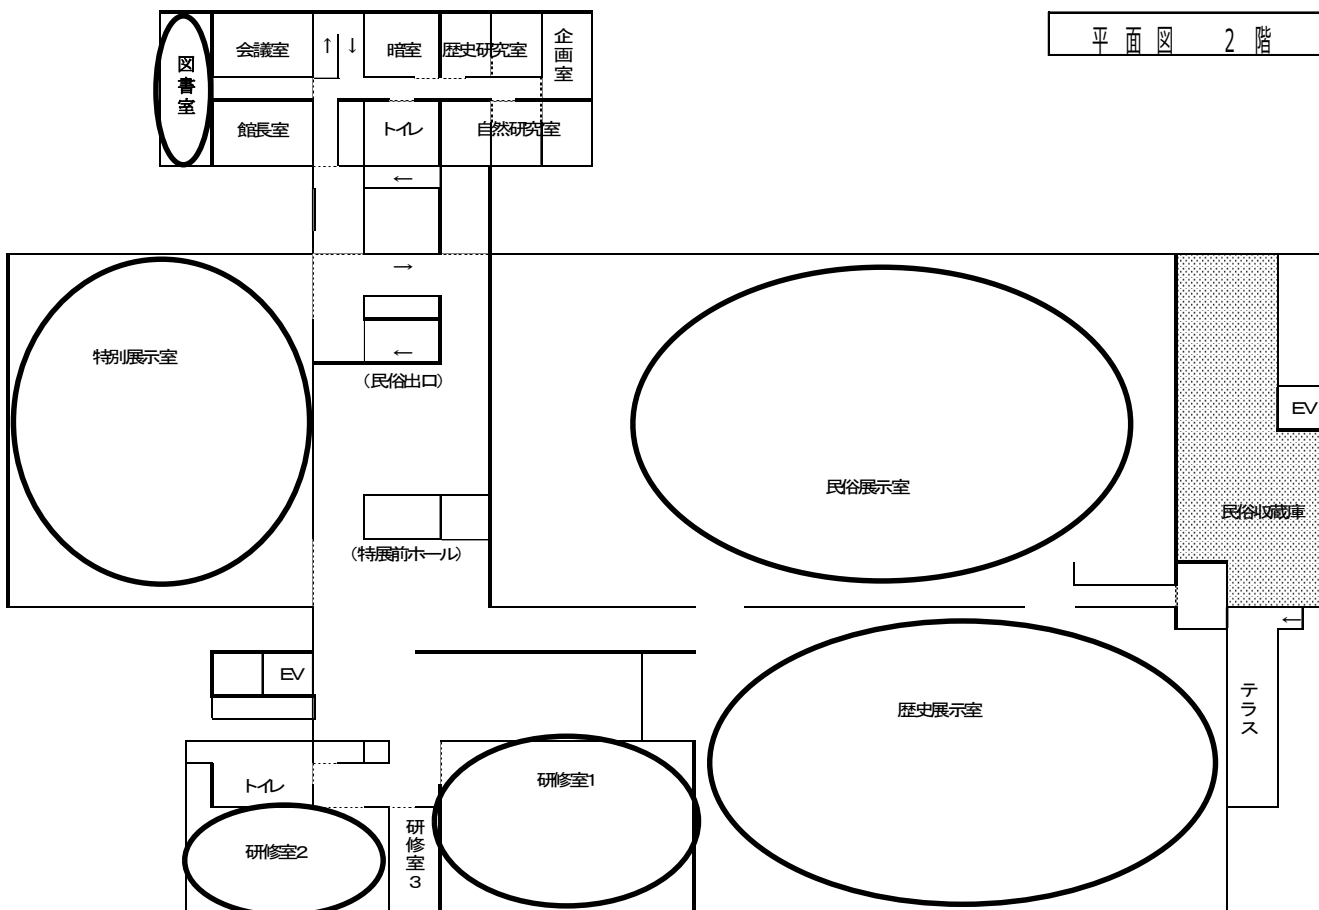 平面図 2階
図書室
会議室
↑
↓
暗室
歴史研究室
企画室
館長室
トイレ
自然研究室
←
→
特別展示室
←
(民俗出口)
民俗展示室
EV
民俗収蔵庫
(特展前ホール)
←
EV
歴史展示室
テラス
トイレ
研修室1
研修室2
研修室3